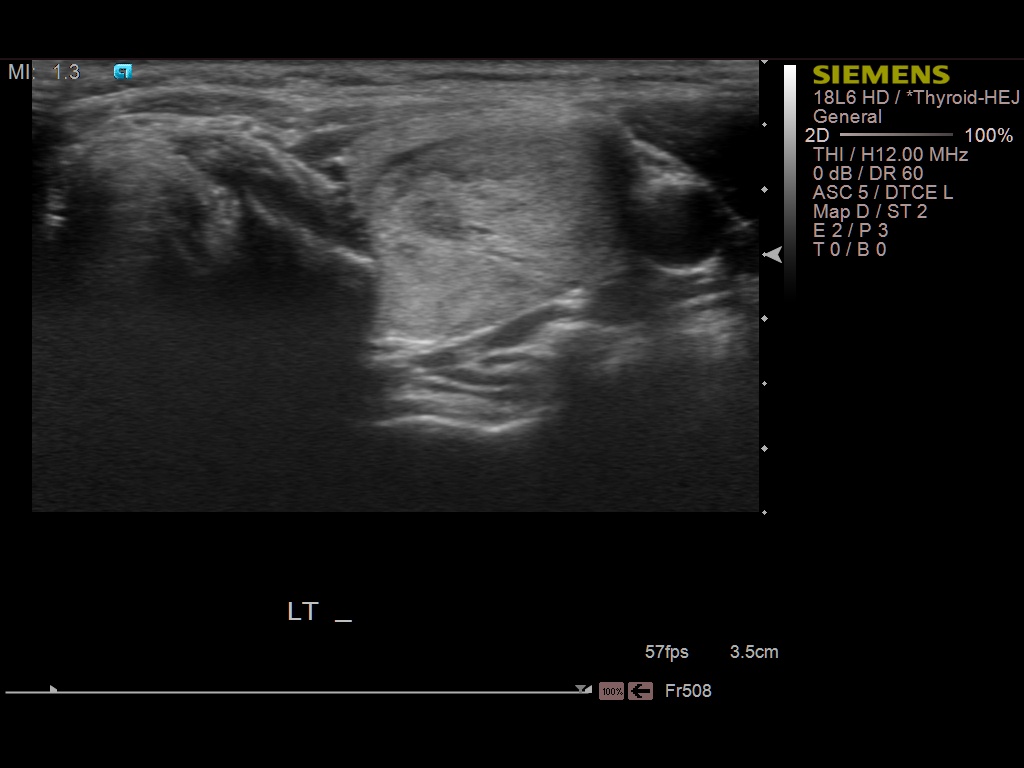 MI: 1.3
SIEMENS
18L6 HD / *Thyroid-HEJ
General
2D 100%
THI / H12.00 MHz
0 dB / DR 60
ASC 5 / DTCE L
Map D / ST 2
E 2 / P 3
T 0 / B 0
LT _
57fps 3.5cm
100% Fr508